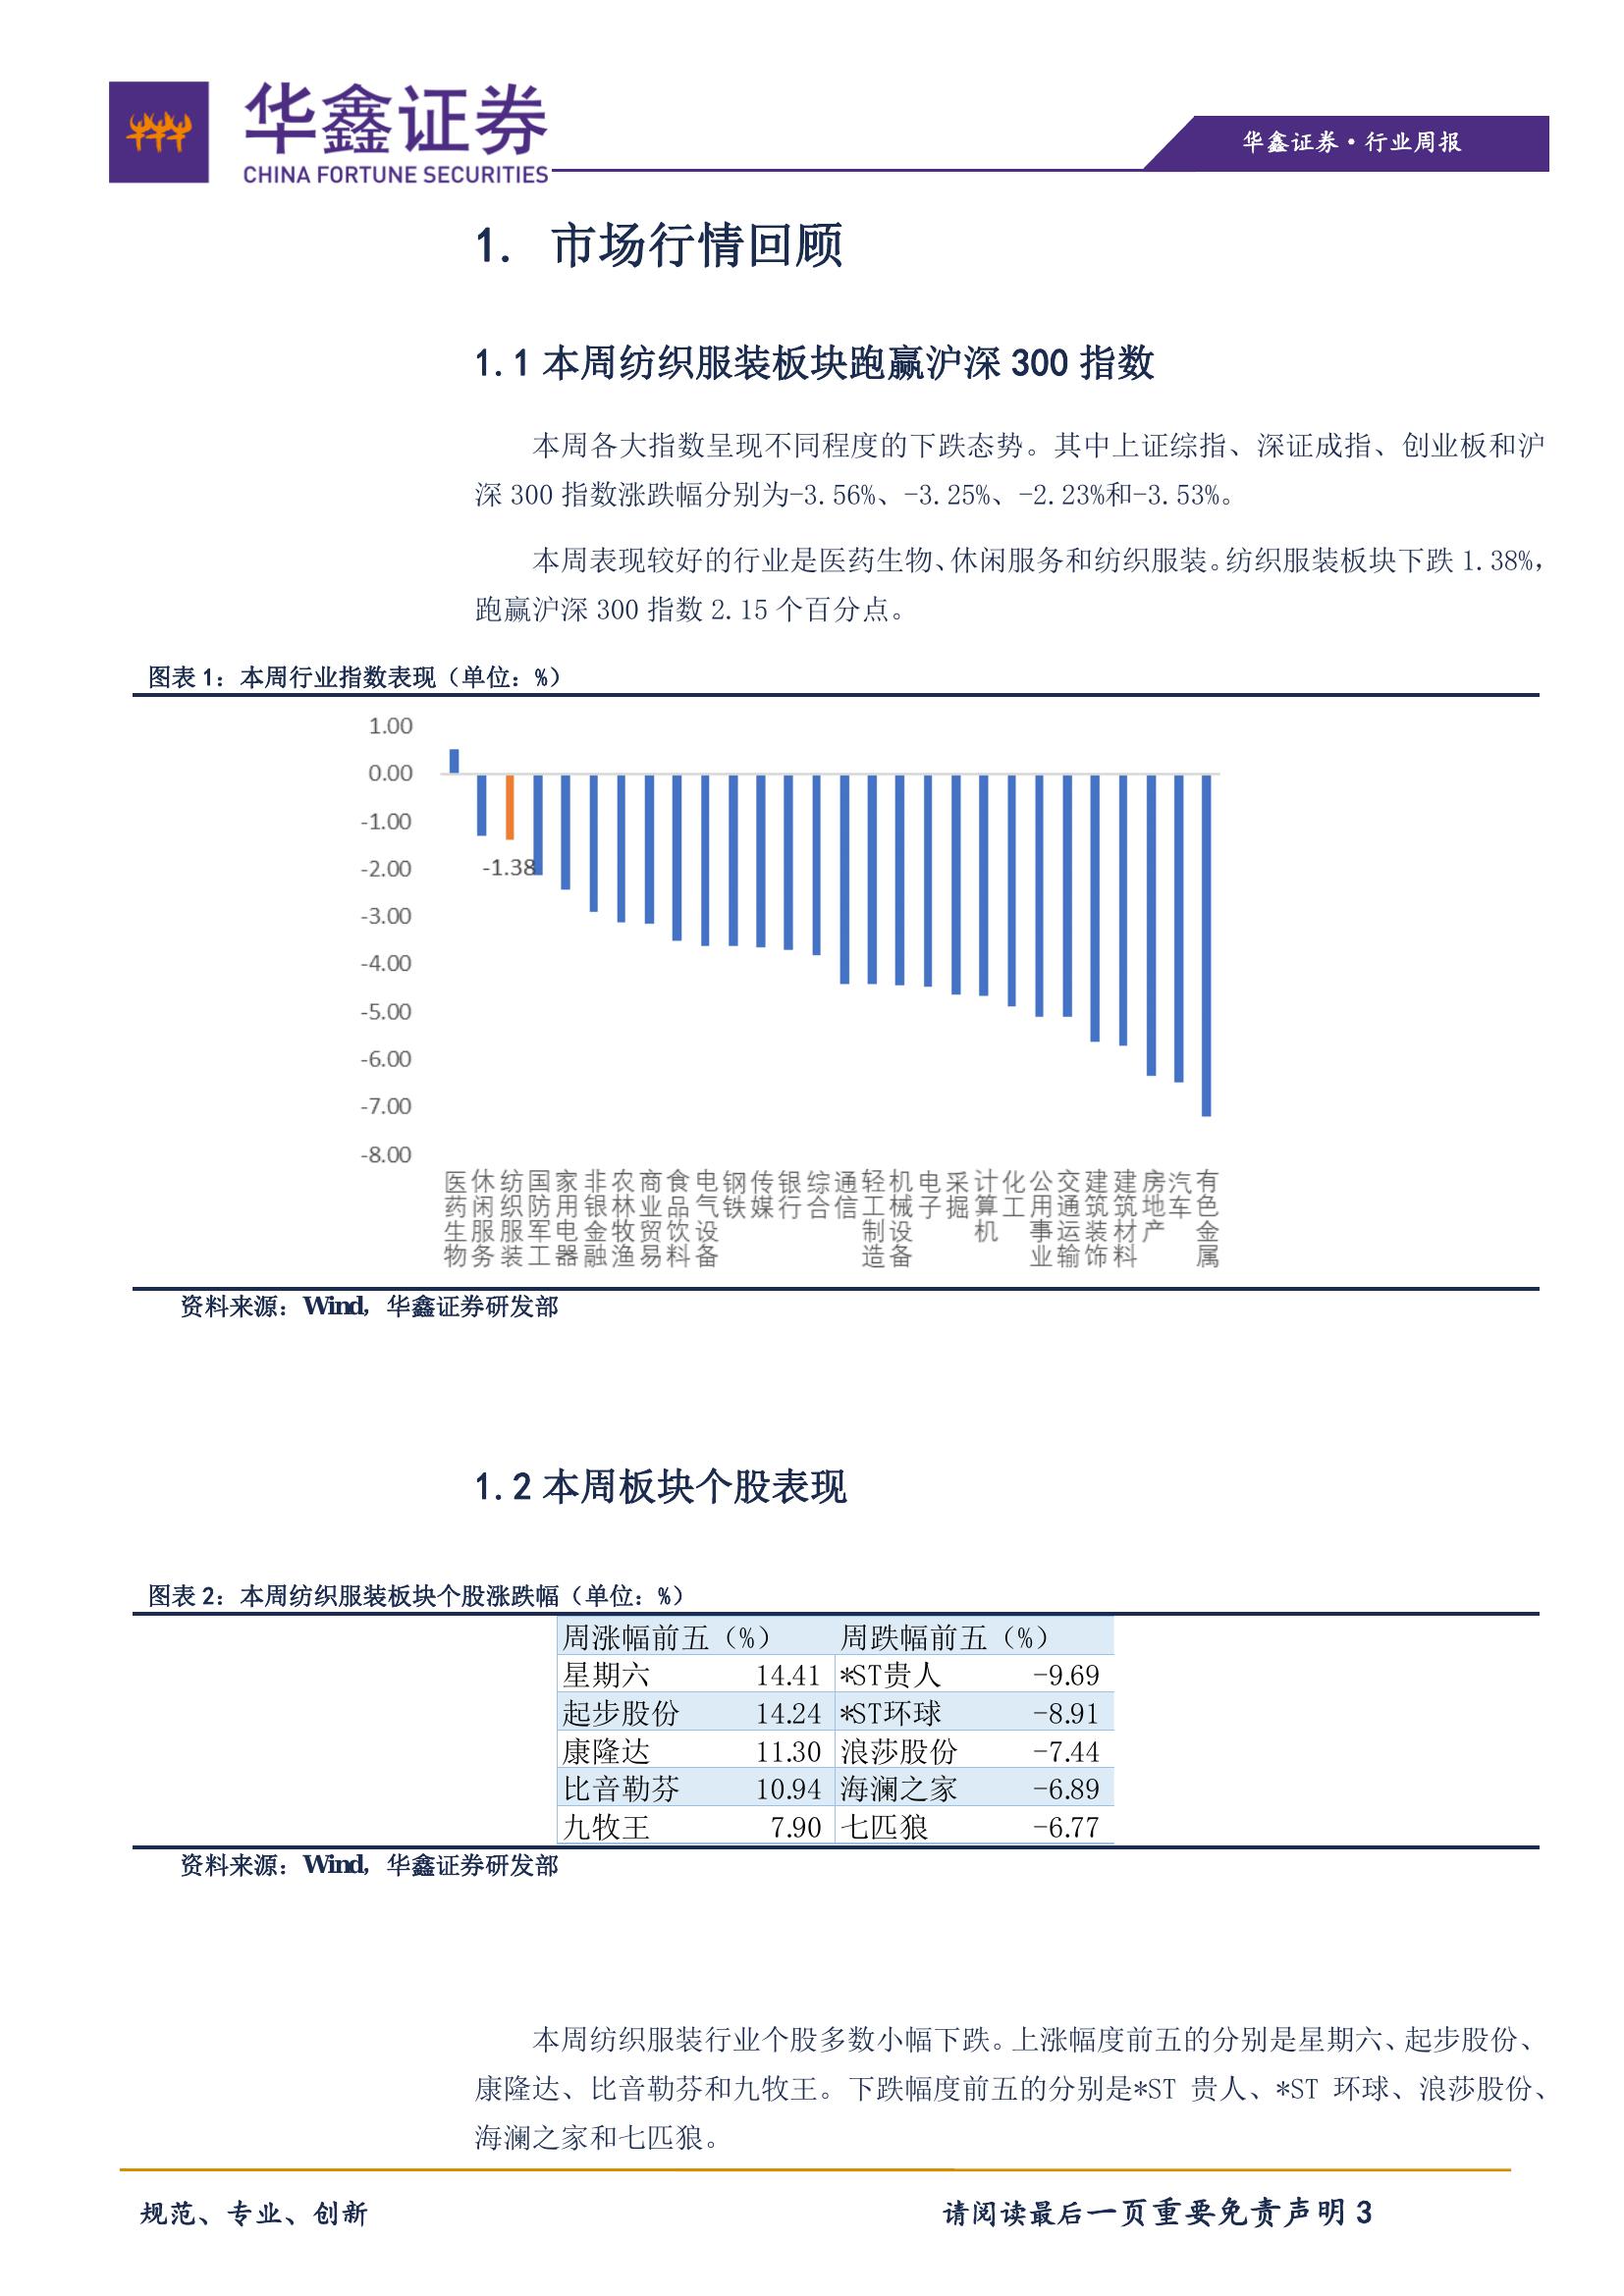 华鑫证券
CHINA FORTUNE SECURITIES
华鑫证券·行业周报
1. 市场行情回顾
1.1 本周纺织服装板块跑赢沪深 300 指数
本周各大指数呈现不同程度的下跌态势。其中上证综指、深证成指、创业板和沪
深 300 指数涨跌幅分别为-3.56%、-3.25%、-2.23%和-3.53%。
本周表现较好的行业是医药生物、休闲服务和纺织服装。纺织服装板块下跌 1.38%,
跑赢沪深 300 指数 2.15 个百分点。
图表 1：本周行业指数表现（单位：%）
1.00
0.00
-1.00
-2.00
-3.00
-4.00
-5.00
-6.00
-7.00
-8.00
-1.38
医药生物
休闲服务
纺织服装
国防军工
家用电器
非银金融
农林牧渔
商业贸易
食品饮料
电气设备
钢铁
传媒
银行
综合
通信
轻工制造
机械设备
电子
采掘
计算机
化工
公用事业
交通运输
建筑装饰
建筑材料
房地产
汽车
有色金属
资料来源：Wind，华鑫证券研发部
1.2 本周板块个股表现
图表 2：本周纺织服装板块个股涨跌幅（单位：%）
周涨幅前五（%） 周跌幅前五（%）
星期六 14.41 *ST贵人 -9.69
起步股份 14.24 *ST环球 -8.91
康隆达 11.30 浪莎股份 -7.44
比音勒芬 10.94 海澜之家 -6.89
九牧王 7.90 七匹狼 -6.77
资料来源：Wind，华鑫证券研发部
本周纺织服装行业个股多数小幅下跌。上涨幅度前五的分别是星期六、起步股份、
康隆达、比音勒芬和九牧王。下跌幅度前五的分别是*ST 贵人、*ST 环球、浪莎股份、
海澜之家和七匹狼。
规范、专业、创新
请阅读最后一页重要免责声明 3